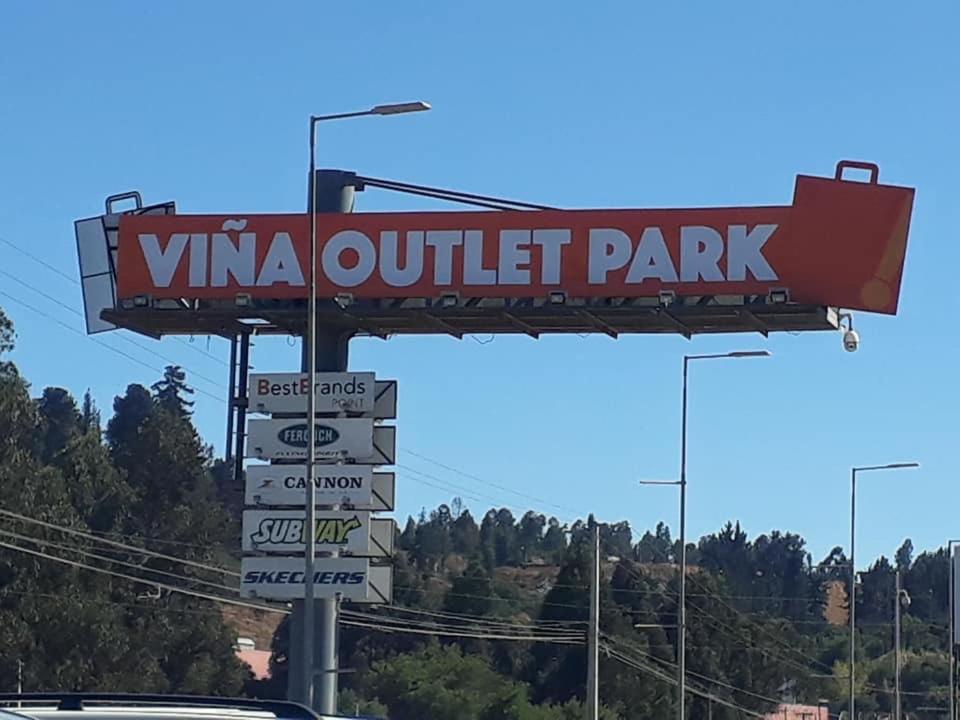 VIÑA OUTLET PARK
BestBrands
POINT
FEROUCH
CANNON
SUBWAY
SKECHERS